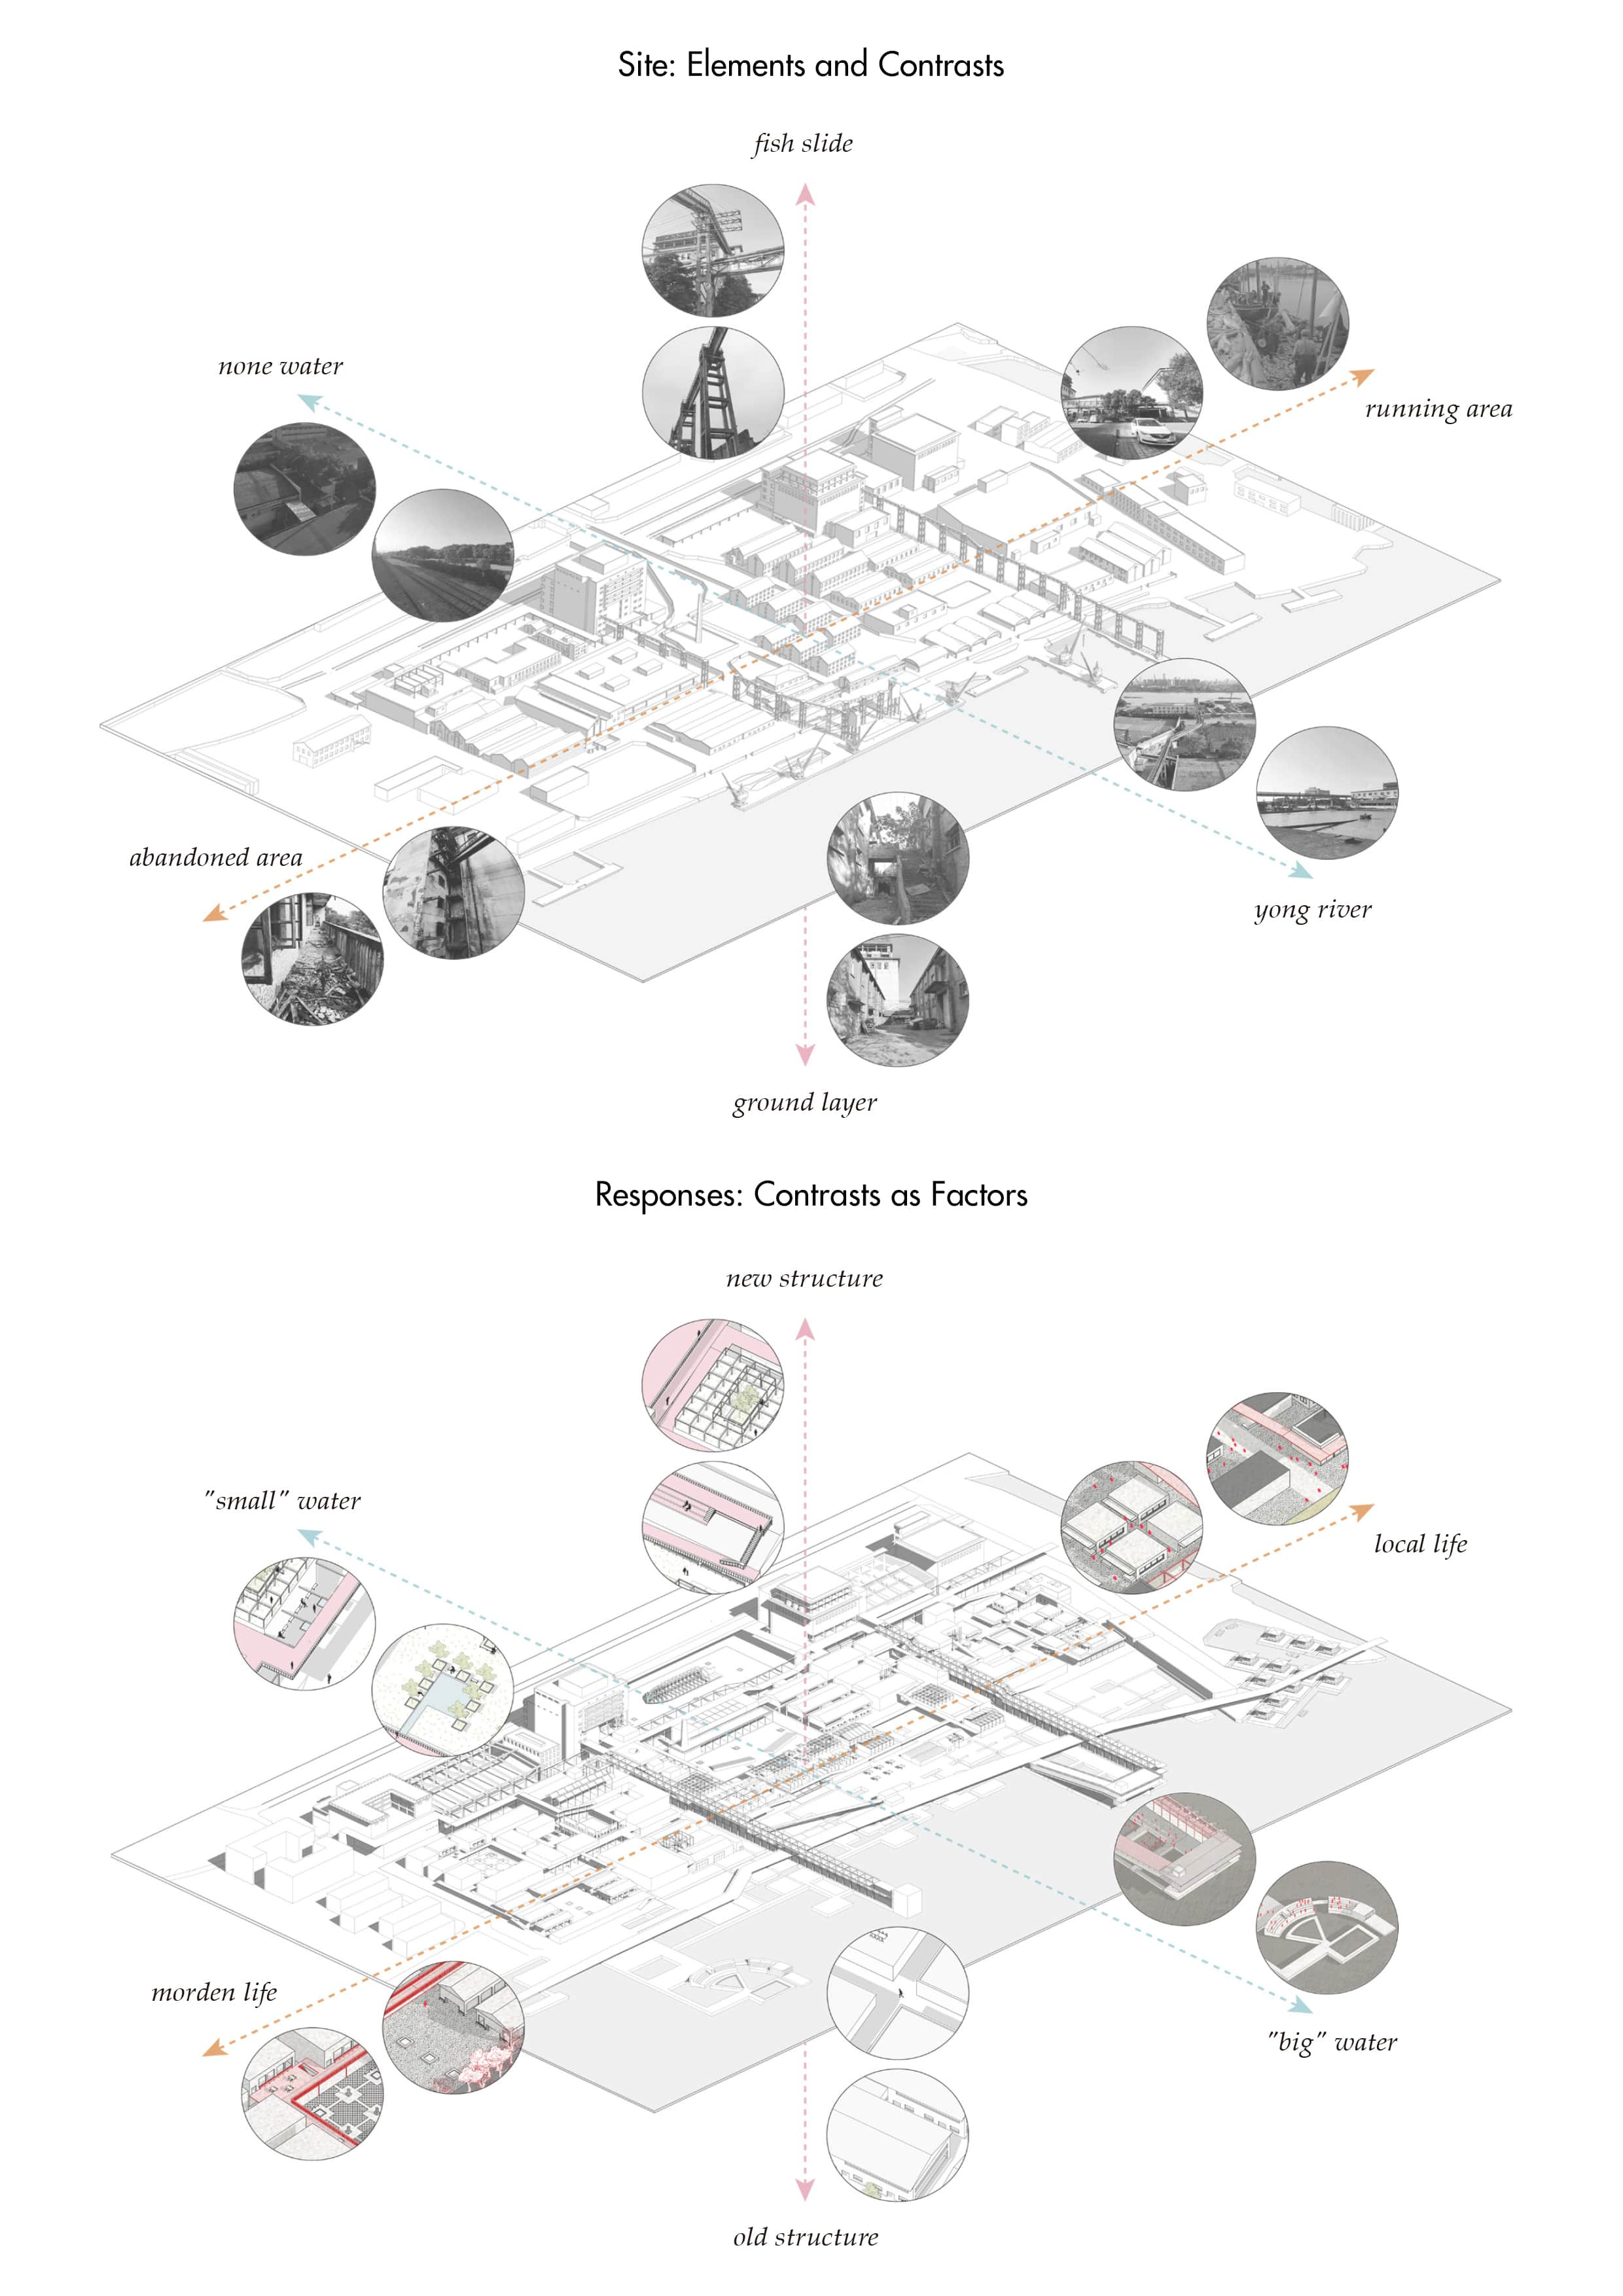 Site: Elements and Contrasts
fish slide
none water
running area
abandoned area
yong river
ground layer
Responses: Contrasts as Factors
new structure
"small" water
local life
morden life
"big" water
old structure